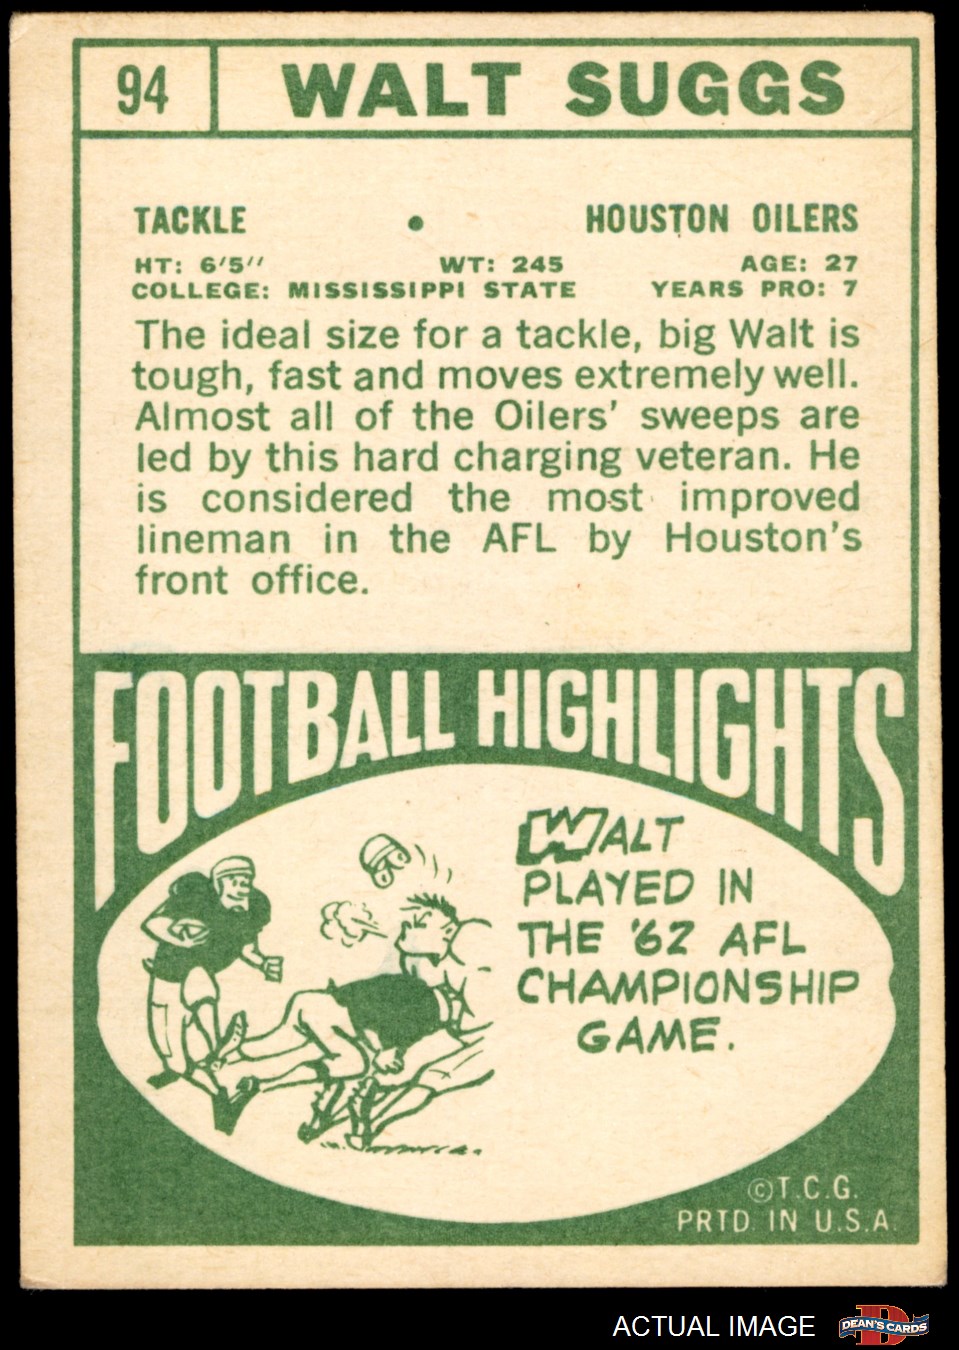 94 WALT SUGGS
TACKLE • HOUSTON OILERS
HT: 6'5" WT: 245 AGE: 27
COLLEGE: MISSISSIPPI STATE YEARS PRO: 7
The ideal size for a tackle, big Walt is
tough, fast and moves extremely well.
Almost all of the Oilers' sweeps are
led by this hard charging veteran. He
is considered the most improved
lineman in the AFL by Houston's
front office.
FOOTBALL HIGHLIGHTS
WALT
PLAYED IN
THE '62 AFL
CHAMPIONSHIP
GAME.
©T.C.G.
PRTD. IN U.S.A.
ACTUAL IMAGE
D
DEAN'S CARDS